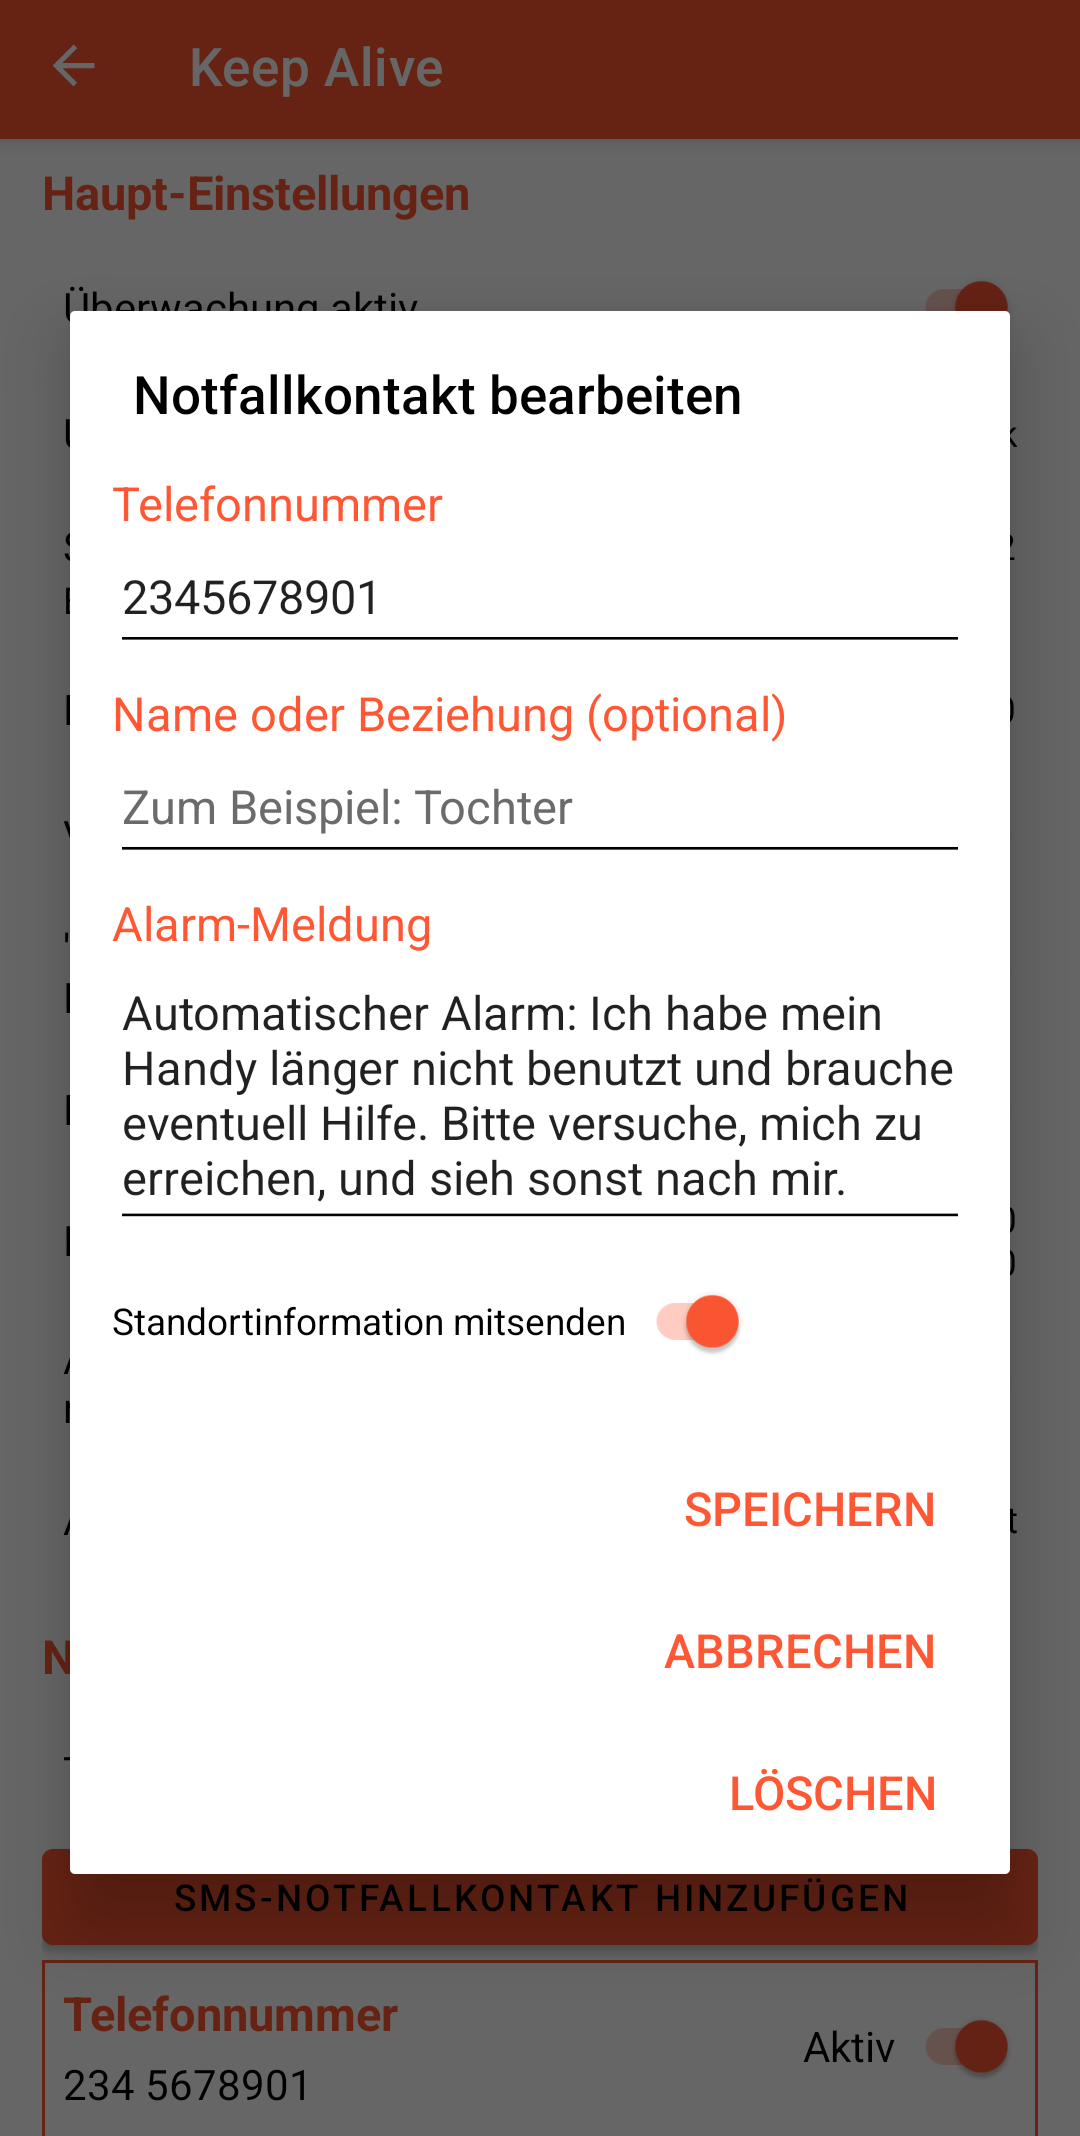 Keep Alive
Haupt-Einstellungen
Überwachung aktiv
Notfallkontakt bearbeiten
Telefonnummer
2345678901
Name oder Beziehung (optional)
Zum Beispiel: Tochter
Alarm-Meldung
Automatischer Alarm: Ich habe mein
Handy länger nicht benutzt und brauche
eventuell Hilfe. Bitte versuche, mich zu
erreichen, und sieh sonst nach mir.
Standortinformation mitsenden
SPEICHERN
ABBRECHEN
LÖSCHEN
SMS-NOTFALLKONTAKT HINZUFÜGEN
Telefonnummer
Aktiv
234 5678901